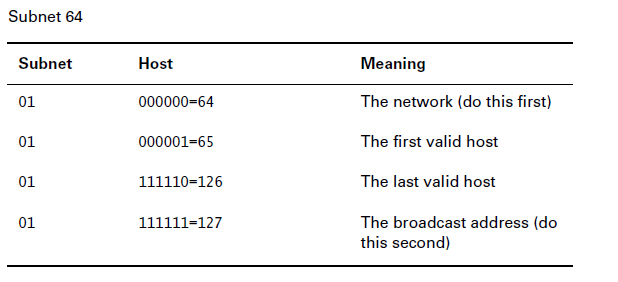 Subnet 64
Subnet Host Meaning
01 000000=64 The network (do this first)
01 000001=65 The first valid host
01 111110=126 The last valid host
01 111111=127 The broadcast address (do
this second)